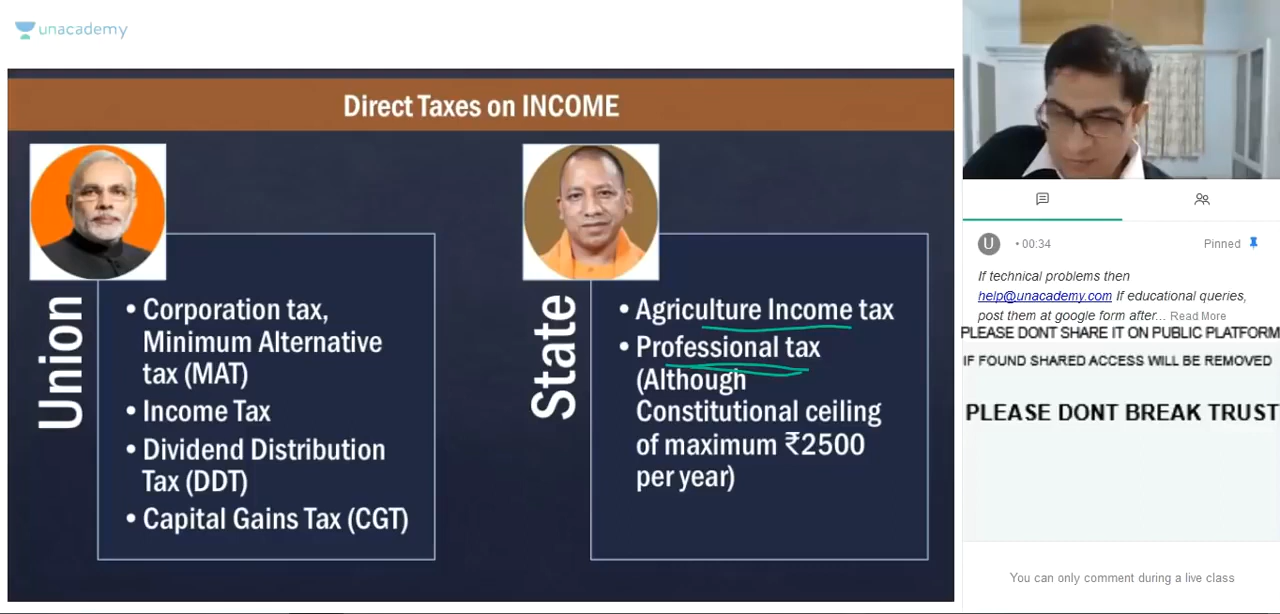 unacademy
Direct Taxes on INCOME
Union
• Corporation tax,
Minimum Alternative
tax (MAT)
• Income Tax
• Dividend Distribution
Tax (DDT)
• Capital Gains Tax (CGT)
State
• Agriculture Income tax
• Professional tax
(Although
Constitutional ceiling
of maximum ₹2500
per year)
U • 00:34 Pinned
If technical problems then
help@unacademy.com If educational queries,
post them at google form after... Read More
PLEASE DONT SHARE IT ON PUBLIC PLATFORM
IF FOUND SHARED ACCESS WILL BE REMOVED
PLEASE DONT BREAK TRUST
You can only comment during a live class